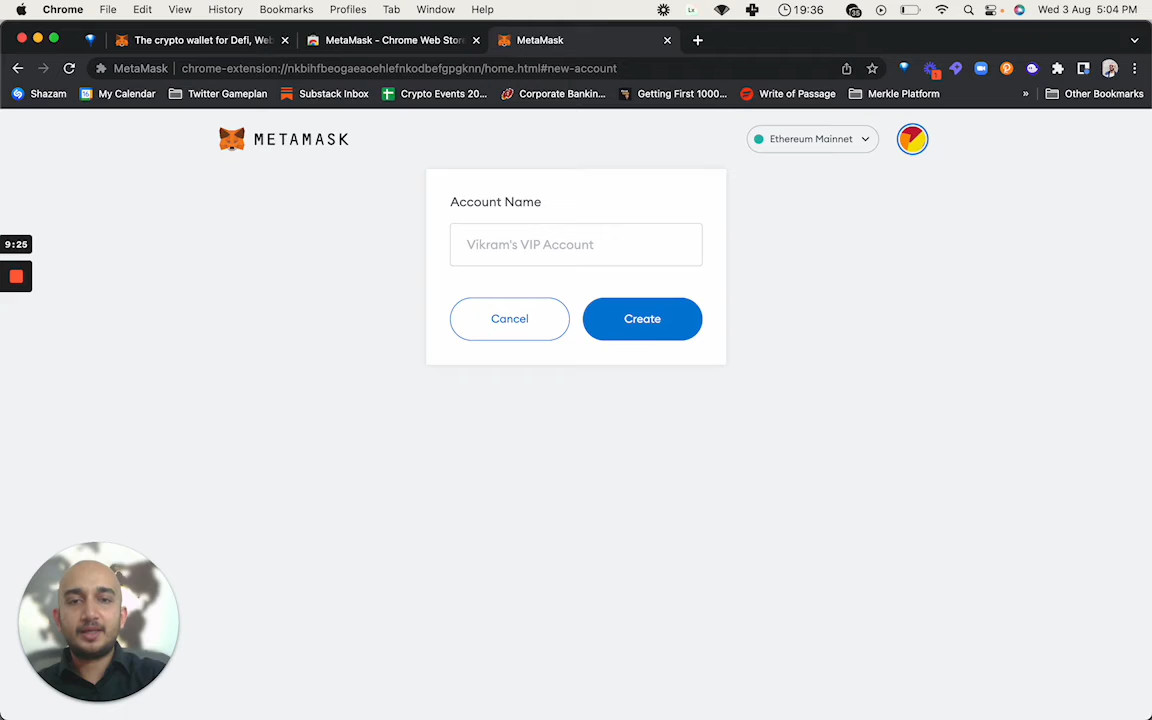 Chrome File Edit View History Bookmarks Profiles Tab Window Help 19:36 Wed 3 Aug 5:04 PM
The crypto wallet for Defi, Web MetaMask - Chrome Web Store MetaMask
MetaMask chrome-extension://nkbihfbeogaeaoehlefnkodbefgpgknn/home.html#new-account
Shazam My Calendar Twitter Gameplan Substack Inbox Crypto Events 20... Corporate Bankin... Getting First 1000... Write of Passage Merkle Platform » Other Bookmarks
METAMASK Ethereum Mainnet
Account Name
9:25
Vikram's VIP Account
Cancel Create